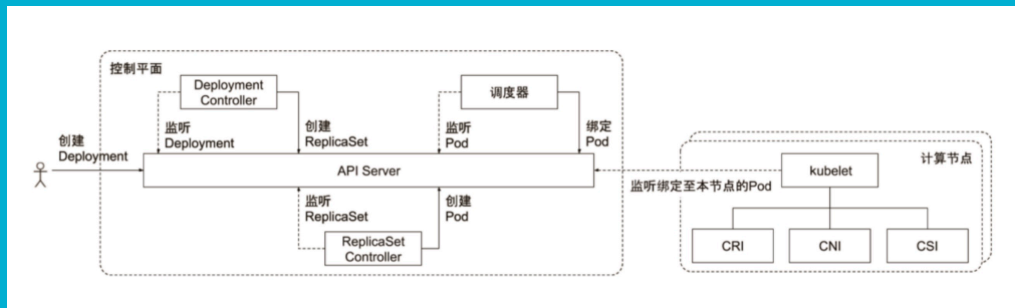 控制平面
Deployment
Controller
调度器
监听
Deployment
创建
ReplicaSet
监听
Pod
绑定
Pod
创建
Deployment
API Server
监听
ReplicaSet
创建
Pod
ReplicaSet
Controller
计算节点
kubelet
监听绑定至本节点的Pod
CRI
CNI
CSI